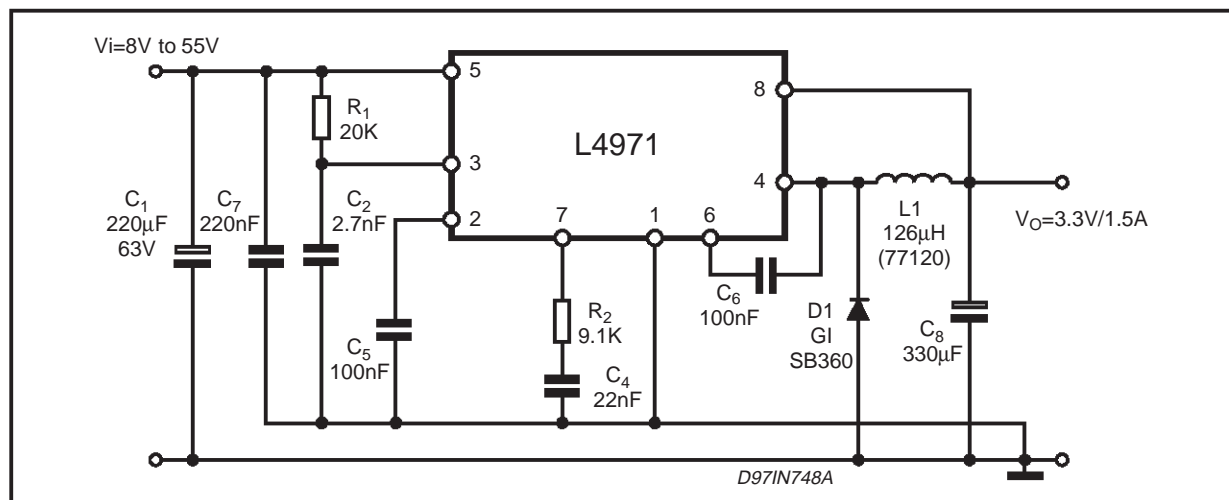 Vi=8V to 55V
5
8
R1
20K
L4971
3
4
C1
220µF
63V
C7
220nF
C2
2.7nF
2
7
1
6
L1
126µH
(77120)
VO=3.3V/1.5A
C6
100nF
R2
9.1K
D1
GI
SB360
C8
330µF
C5
100nF
C4
22nF
D97IN748A